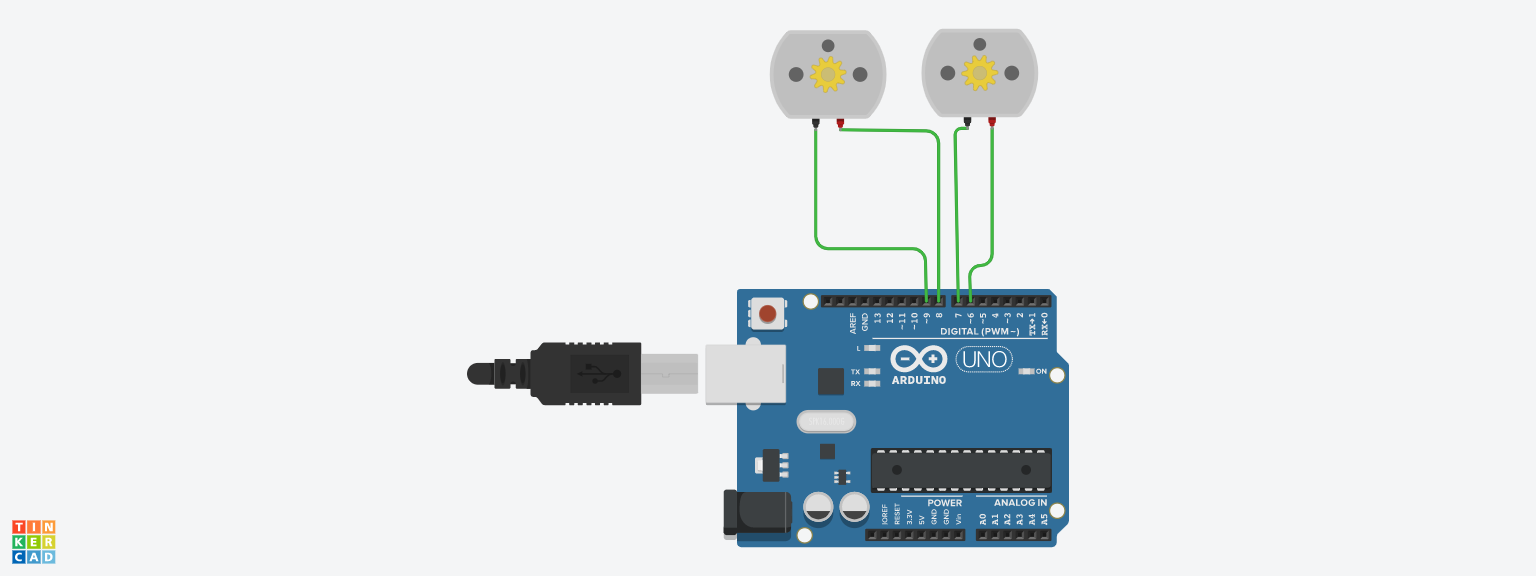 AREF
GND
13
12
~11
~10
~9
8
7
~6
~5
4
~3
2
TX→1
RX←0
DIGITAL (PWM~)
L
TX
RX
UNO
ON
ARDUINO
POWER
ANALOG IN
IOREF
RESET
3.3V
5V
GND
GND
Vin
A0
A1
A2
A3
A4
A5
TIN
KER
CAD